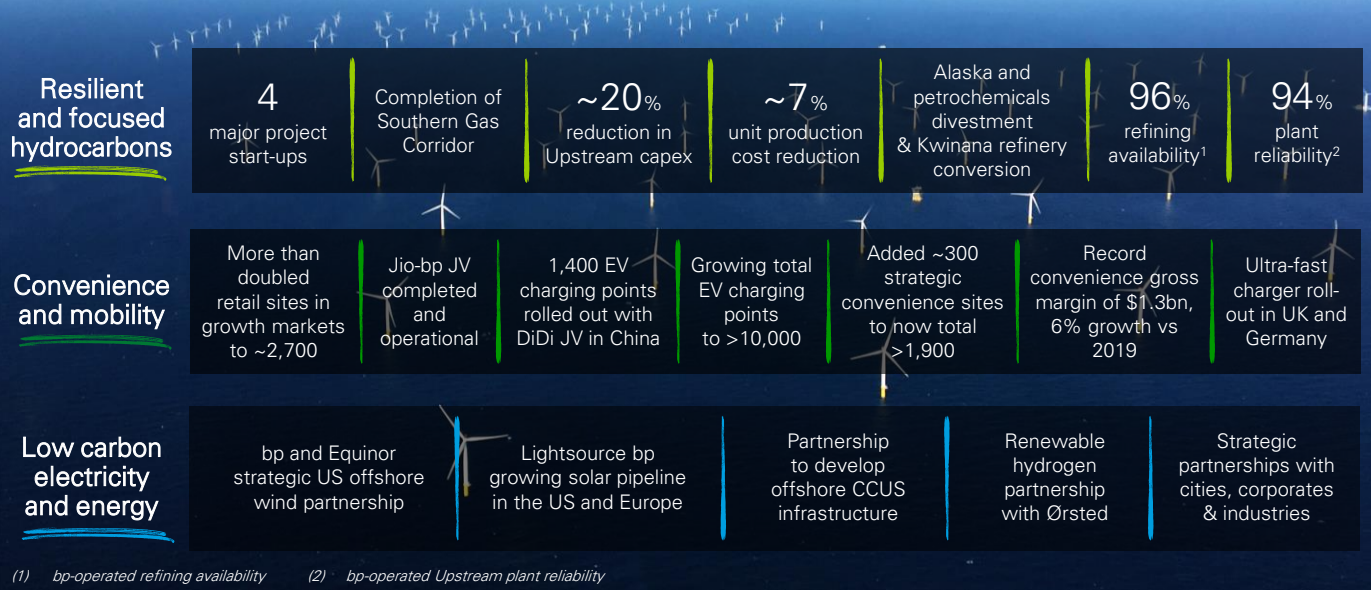 Resilient
and focused
hydrocarbons
4
major project
start-ups
Completion of
Southern Gas
Corridor
~20%
reduction in
Upstream capex
~7%
unit production
cost reduction
Alaska and
petrochemicals
divestment
& Kwinana refinery
conversion
96%
refining
availability¹
94%
plant
reliability²
Convenience
and mobility
More than
doubled
retail sites in
growth markets
to ~2,700
Jio-bp JV
completed
and
operational
1,400 EV
charging points
rolled out with
DiDi JV in China
Growing total
EV charging
points
to >10,000
Added ~300
strategic
convenience sites
to now total
>1,900
Record
convenience gross
margin of $1.3bn,
6% growth vs
2019
Ultra-fast
charger roll-
out in UK and
Germany
Low carbon
electricity
and energy
bp and Equinor
strategic US offshore
wind partnership
Lightsource bp
growing solar pipeline
in the US and Europe
Partnership
to develop
offshore CCUS
infrastructure
Renewable
hydrogen
partnership
with Ørsted
Strategic
partnerships with
cities, corporates
& industries
(1) bp-operated refining availability (2) bp-operated Upstream plant reliability